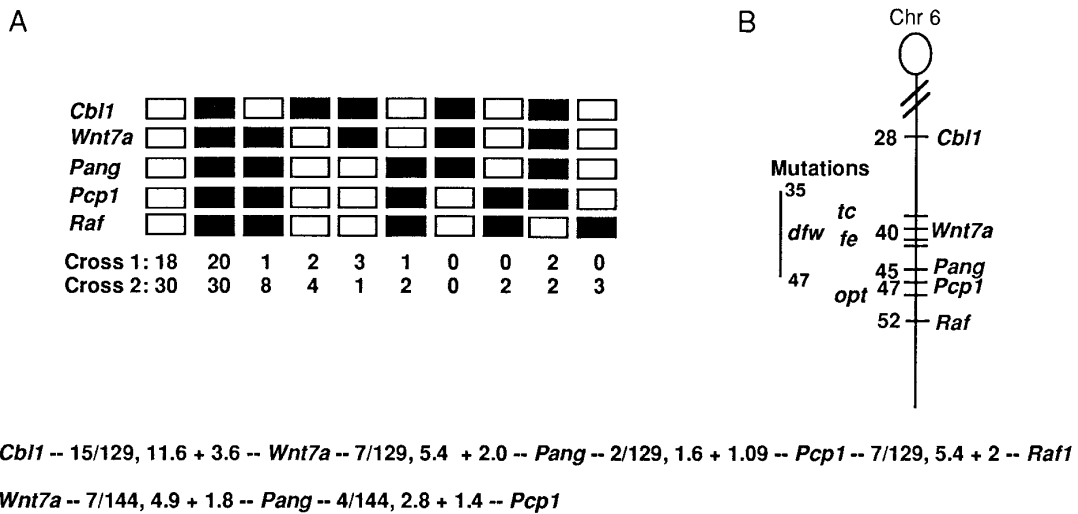 A
B
Chr 6
Cbl1
Wnt7a
Pang
Pcp1
Raf
Cross 1: 18 20 1 2 3 1 0 0 2 0
Cross 2: 30 30 8 4 1 2 0 2 2 3
28 Cbl1
Mutations
35
tc
dfw fe 40 Wnt7a
45 Pang
47 47 Pcp1
opt
52 Raf
Cbl1 -- 15/129, 11.6 + 3.6 -- Wnt7a -- 7/129, 5.4 + 2.0 -- Pang -- 2/129, 1.6 + 1.09 -- Pcp1 -- 7/129, 5.4 + 2 -- Raf1
Wnt7a -- 7/144, 4.9 + 1.8 -- Pang -- 4/144, 2.8 + 1.4 -- Pcp1